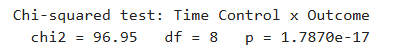 Chi-squared test: Time Control x Outcome
chi2 = 96.95 df = 8 p = 1.7870e-17